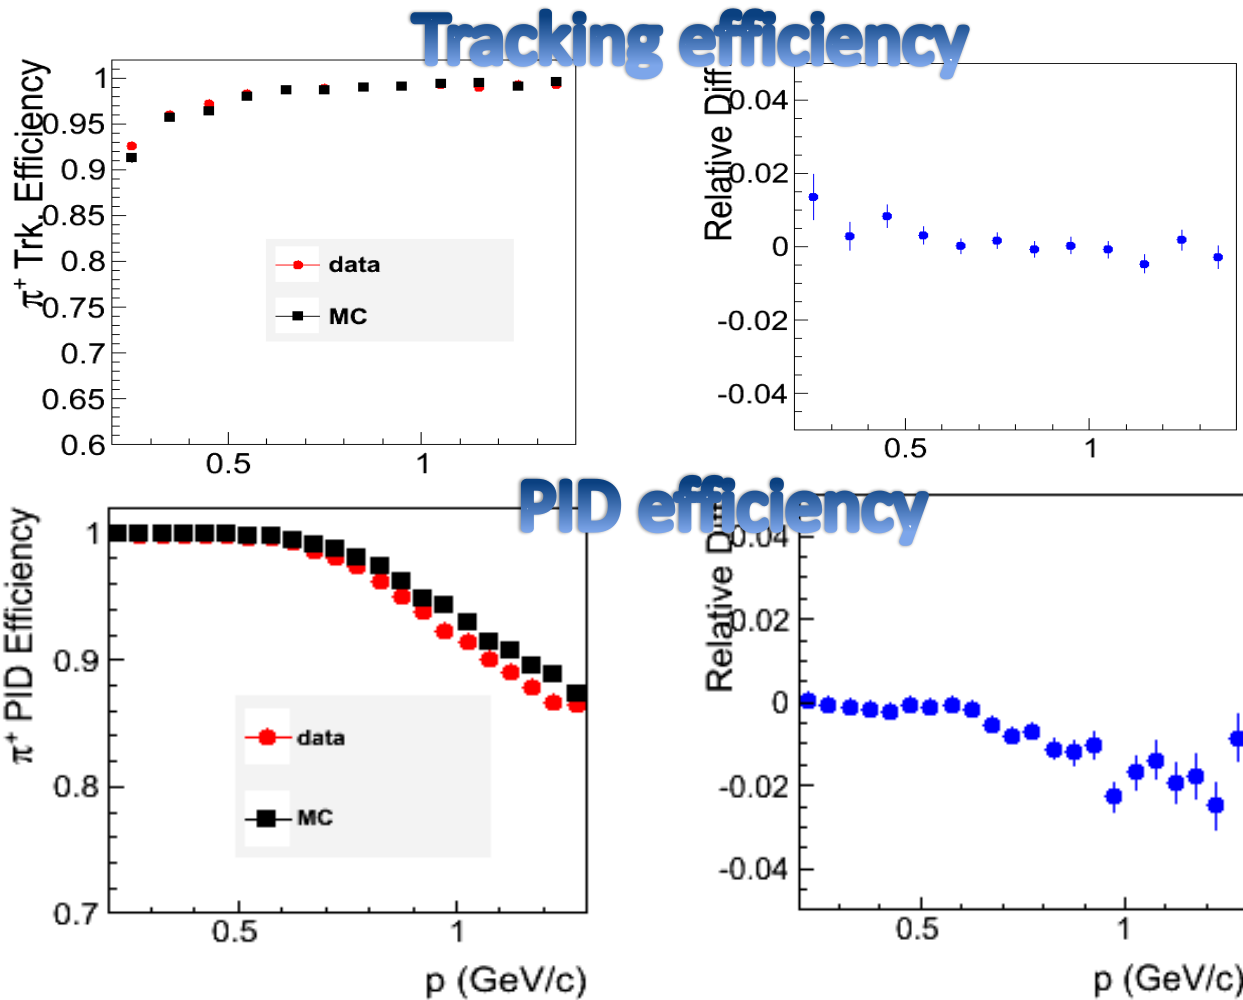 Tracking efficiency
π+ Trk. Efficiency
1
0.95
0.9
0.85
0.8
0.75
0.7
0.65
0.6
data
MC
0.5
1
Relative Diff
0.04
0.02
0
-0.02
-0.04
0.5
1
PID efficiency
π+ PID Efficiency
1
0.9
0.8
0.7
data
MC
0.5
1
p (GeV/c)
Relative Diff
0.04
0.02
0
-0.02
-0.04
0.5
1
p (GeV/c)